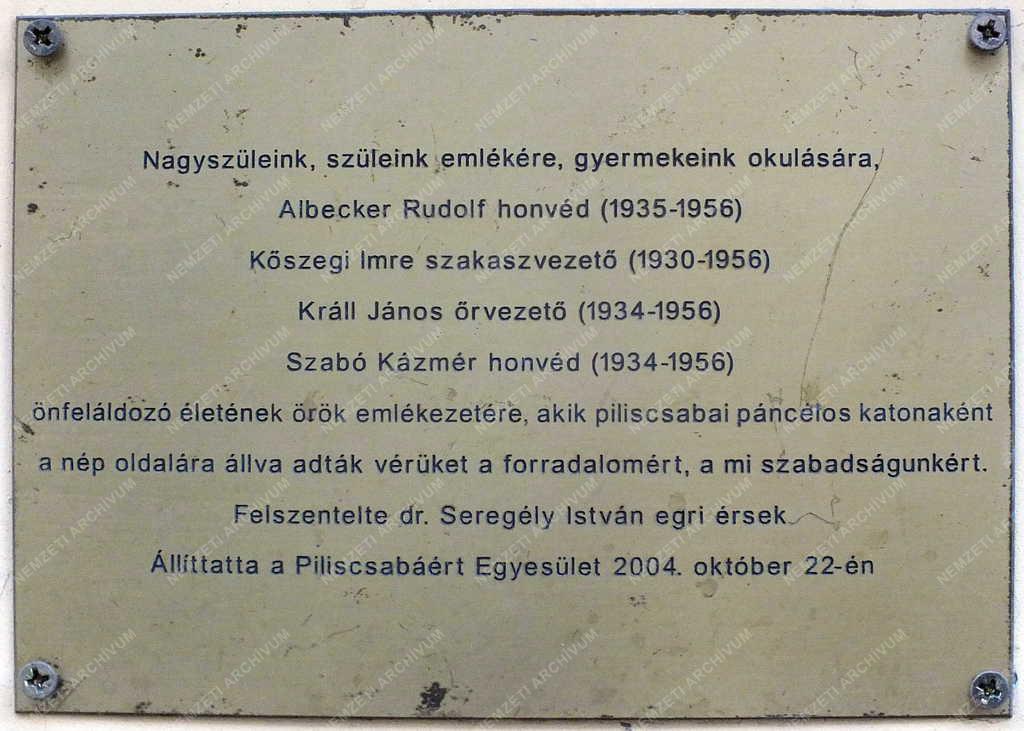 Nagyszüleink, szüleink emlékére, gyermekeink okulására,
Albecker Rudolf honvéd (1935-1956)
Kőszegi Imre szakaszvezető (1930-1956)
Králl János őrvezető (1934-1956)
Szabó Kázmér honvéd (1934-1956)
önfeláldozó életének örök emlékezetére, akik piliscsabai páncélos katonaként
a nép oldalára állva adták vérüket a forradalomért, a mi szabadságunkért.
Felszentelte dr. Seregély István egri érsek
Állíttatta a Piliscsabáért Egyesület 2004. október 22-én
NEMZETI ARCHÍVUM